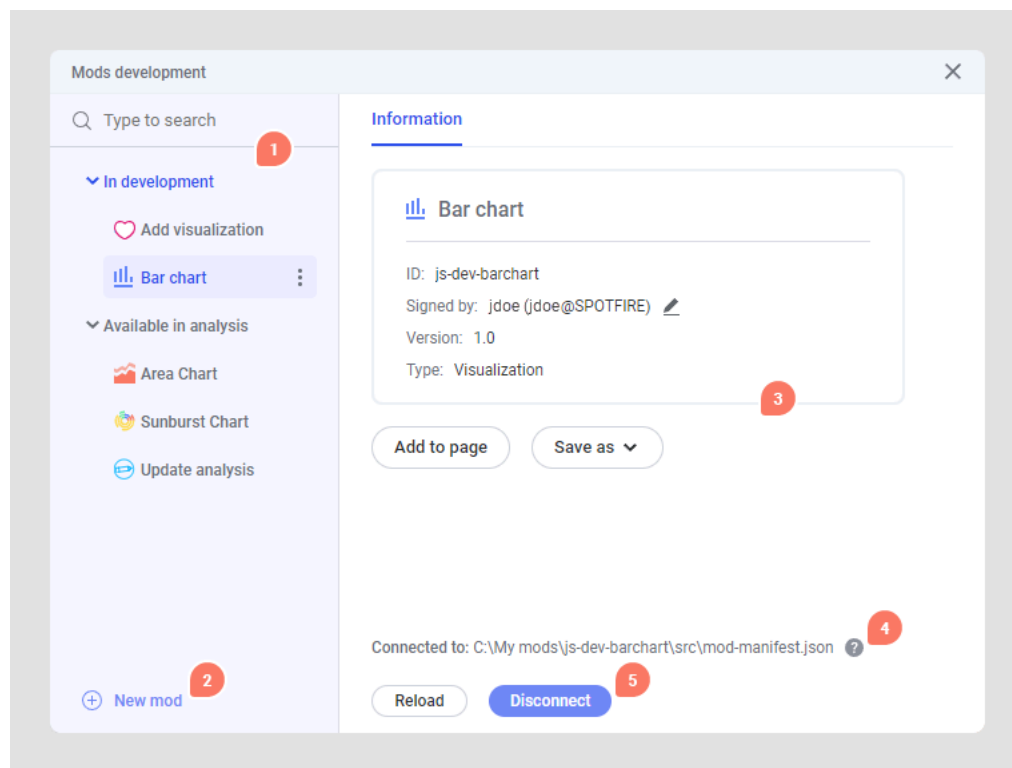 Mods development
Type to search
1
In development
Add visualization
Bar chart
Available in analysis
Area Chart
Sunburst Chart
Update analysis
2
New mod
Information
Bar chart
ID: js-dev-barchart
Signed by: jdoe (jdoe@SPOTFIRE)
Version: 1.0
Type: Visualization
3
Add to page
Save as
4
Connected to: C:\My mods\js-dev-barchart\src\mod-manifest.json ?
5
Reload
Disconnect